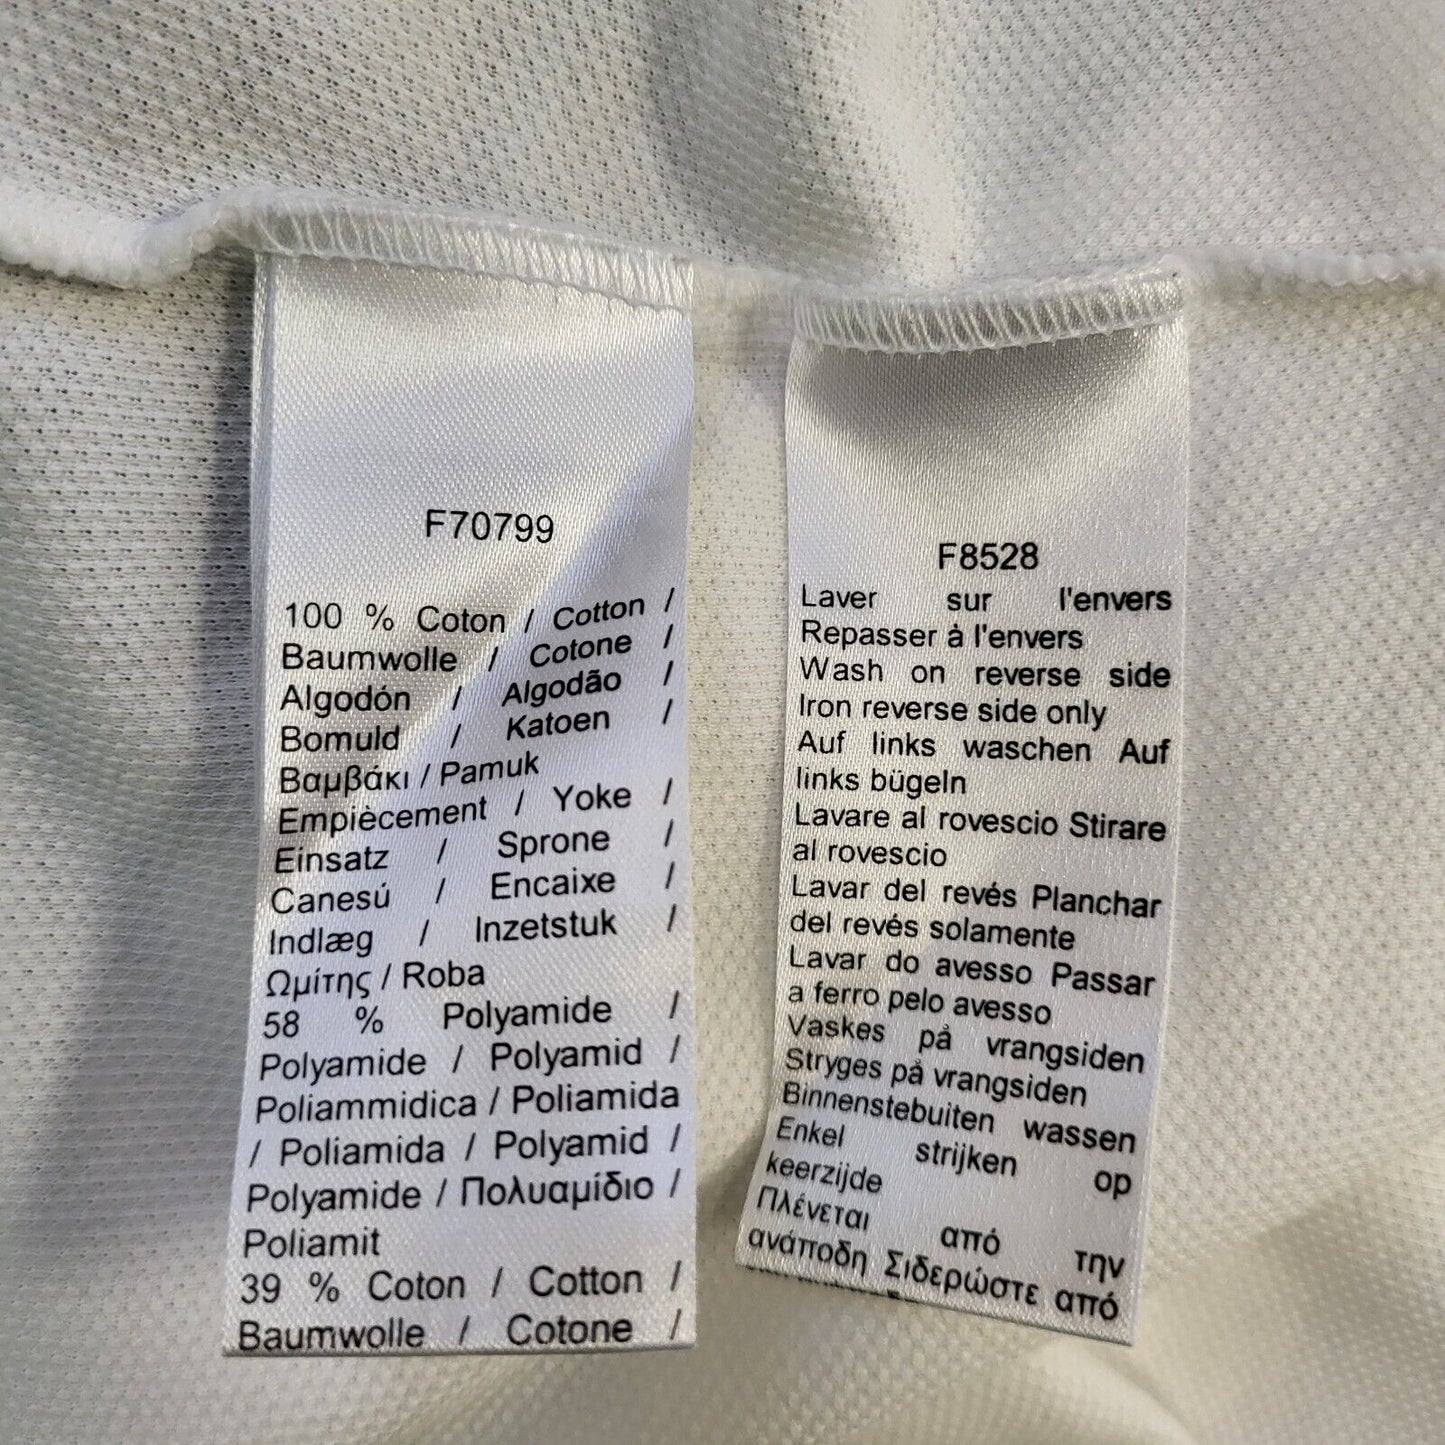 F70799
100 % Coton / Cotton /
Baumwolle / Cotone /
Algodón / Algodão /
Bomuld / Katoen /
Βαμβάκι / Pamuk
Empiècement / Yoke /
Einsatz / Sprone /
Canesú / Encaixe /
Indlæg / Inzetstuk /
Ωμίτης / Roba
58 % Polyamide /
Polyamide / Polyamid /
Poliammidica / Poliamida
/ Poliamida / Polyamid /
Polyamide / Πολυαμίδιο /
Poliamit
39 % Coton / Cotton /
Baumwolle / Cotone /
F8528
Laver sur l'envers
Repasser à l'envers
Wash on reverse side
Iron reverse side only
Auf links waschen Auf
links bügeln
Lavare al rovescio Stirare
al rovescio
Lavar del revés Planchar
del revés solamente
Lavar do avesso Passar
a ferro pelo avesso
Vaskes på vrangsiden
Stryges på vrangsiden
Binnenstebuiten wassen
Enkel strijken op
keerzijde
Πλένεται από την
ανάποδη Σιδερώστε από